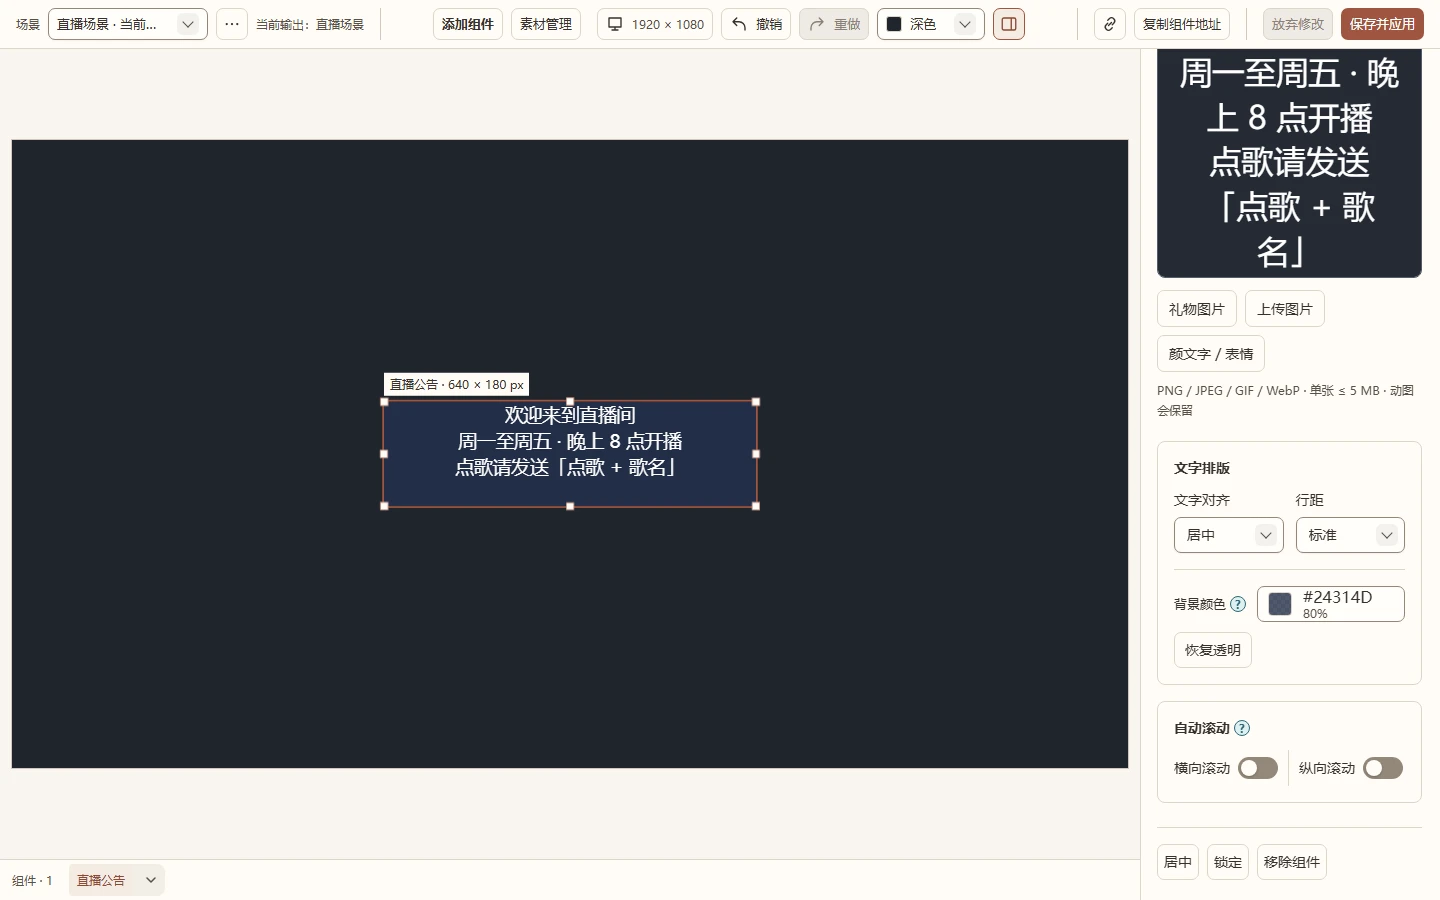 场景
直播场景 · 当前...
···
当前输出：直播场景
添加组件
素材管理
1920 × 1080
撤销
重做
深色
复制组件地址
放弃修改
保存并应用
直播公告 · 640 × 180 px
欢迎来到直播间
周一至周五 · 晚上 8 点开播
点歌请发送「点歌 + 歌名」
周一至周五 · 晚
上 8 点开播
点歌请发送
「点歌 + 歌
名」
礼物图片
上传图片
颜文字 / 表情
PNG / JPEG / GIF / WebP · 单张 ≤ 5 MB · 动图
会保留
文字排版
文字对齐
行距
居中
标准
背景颜色 ?
#24314D
80%
恢复透明
自动滚动 ?
横向滚动
纵向滚动
居中
锁定
移除组件
组件 · 1
直播公告